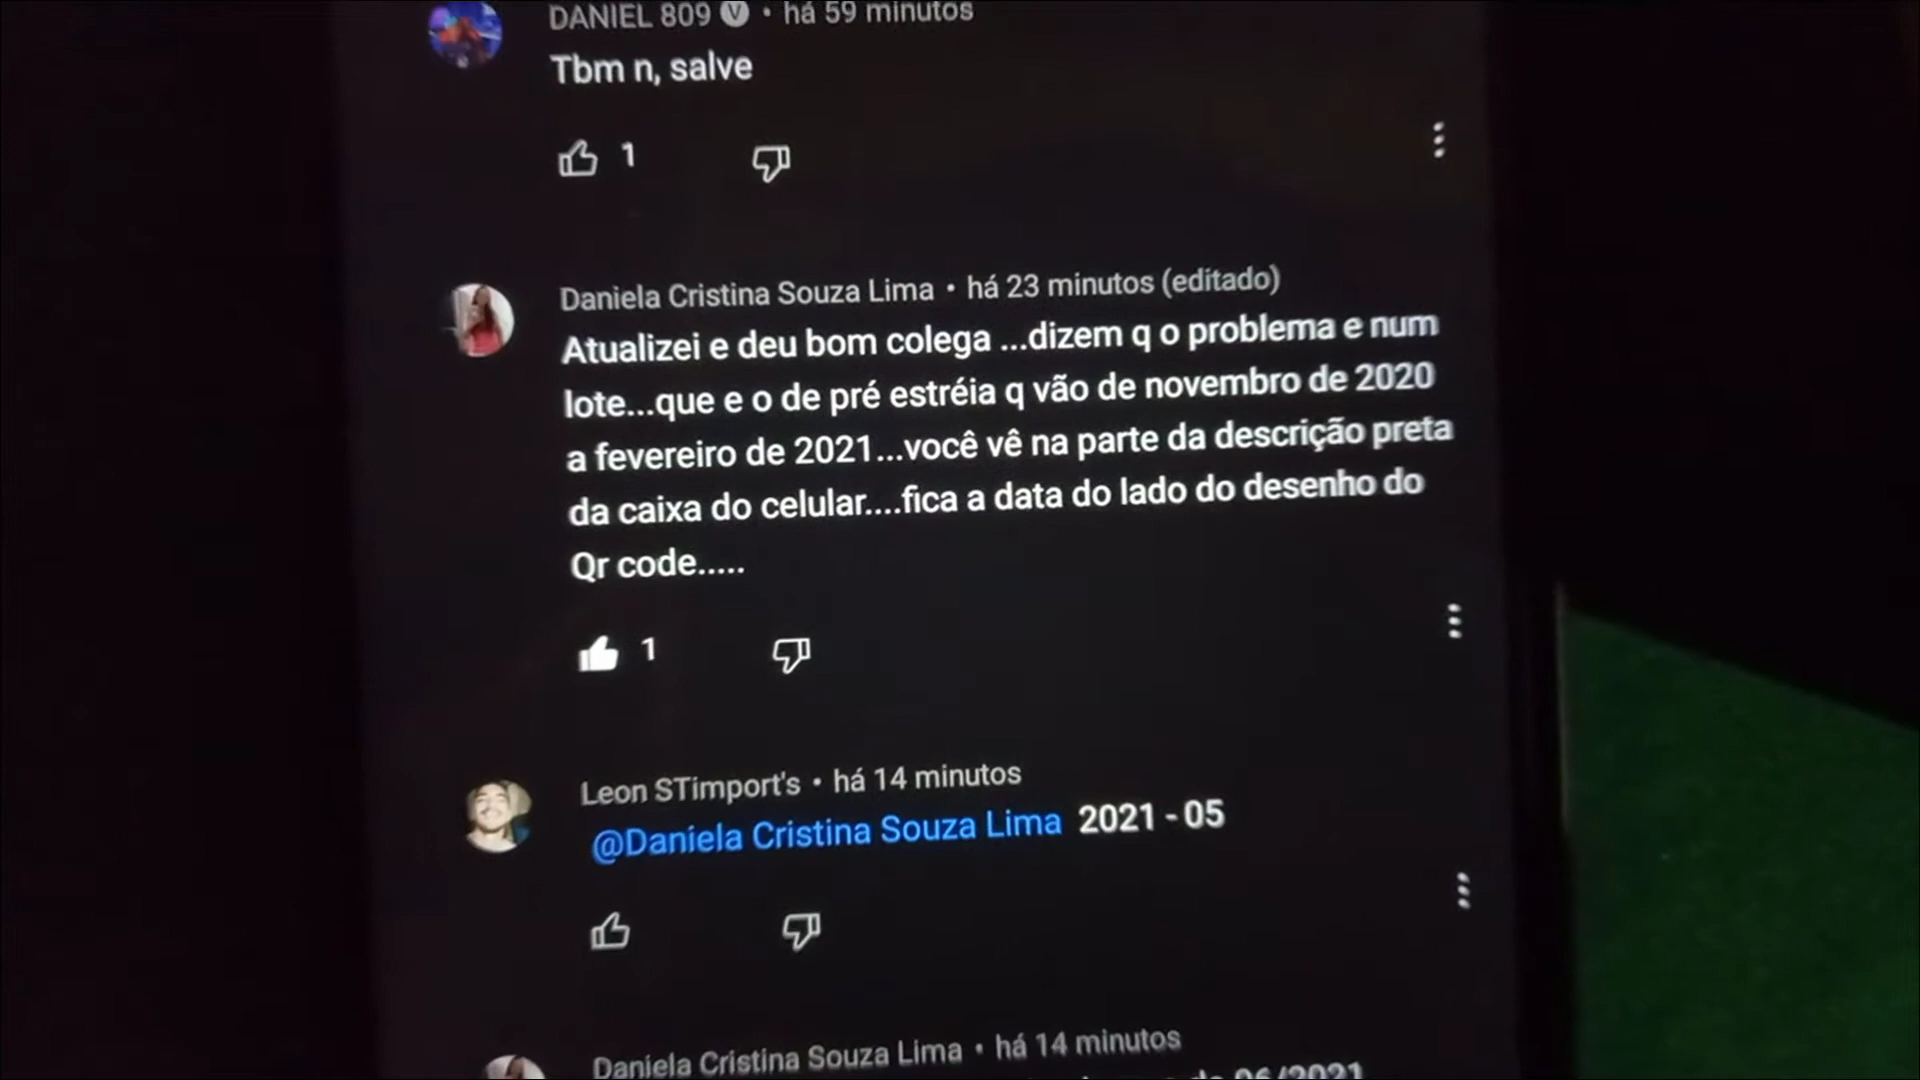 DANIEL 809 V • há 59 minutos
Tbm n, salve
1
Daniela Cristina Souza Lima • há 23 minutos (editado)
Atualizei e deu bom colega ...dizem q o problema e num
lote...que e o de pré estréia q vão de novembro de 2020
a fevereiro de 2021...você vê na parte da descrição preta
da caixa do celular....fica a data do lado do desenho do
Qr code.....
1
Leon STimport's • há 14 minutos
@Daniela Cristina Souza Lima 2021 - 05
Daniela Cristina Souza Lima • há 14 minutos
06/2021